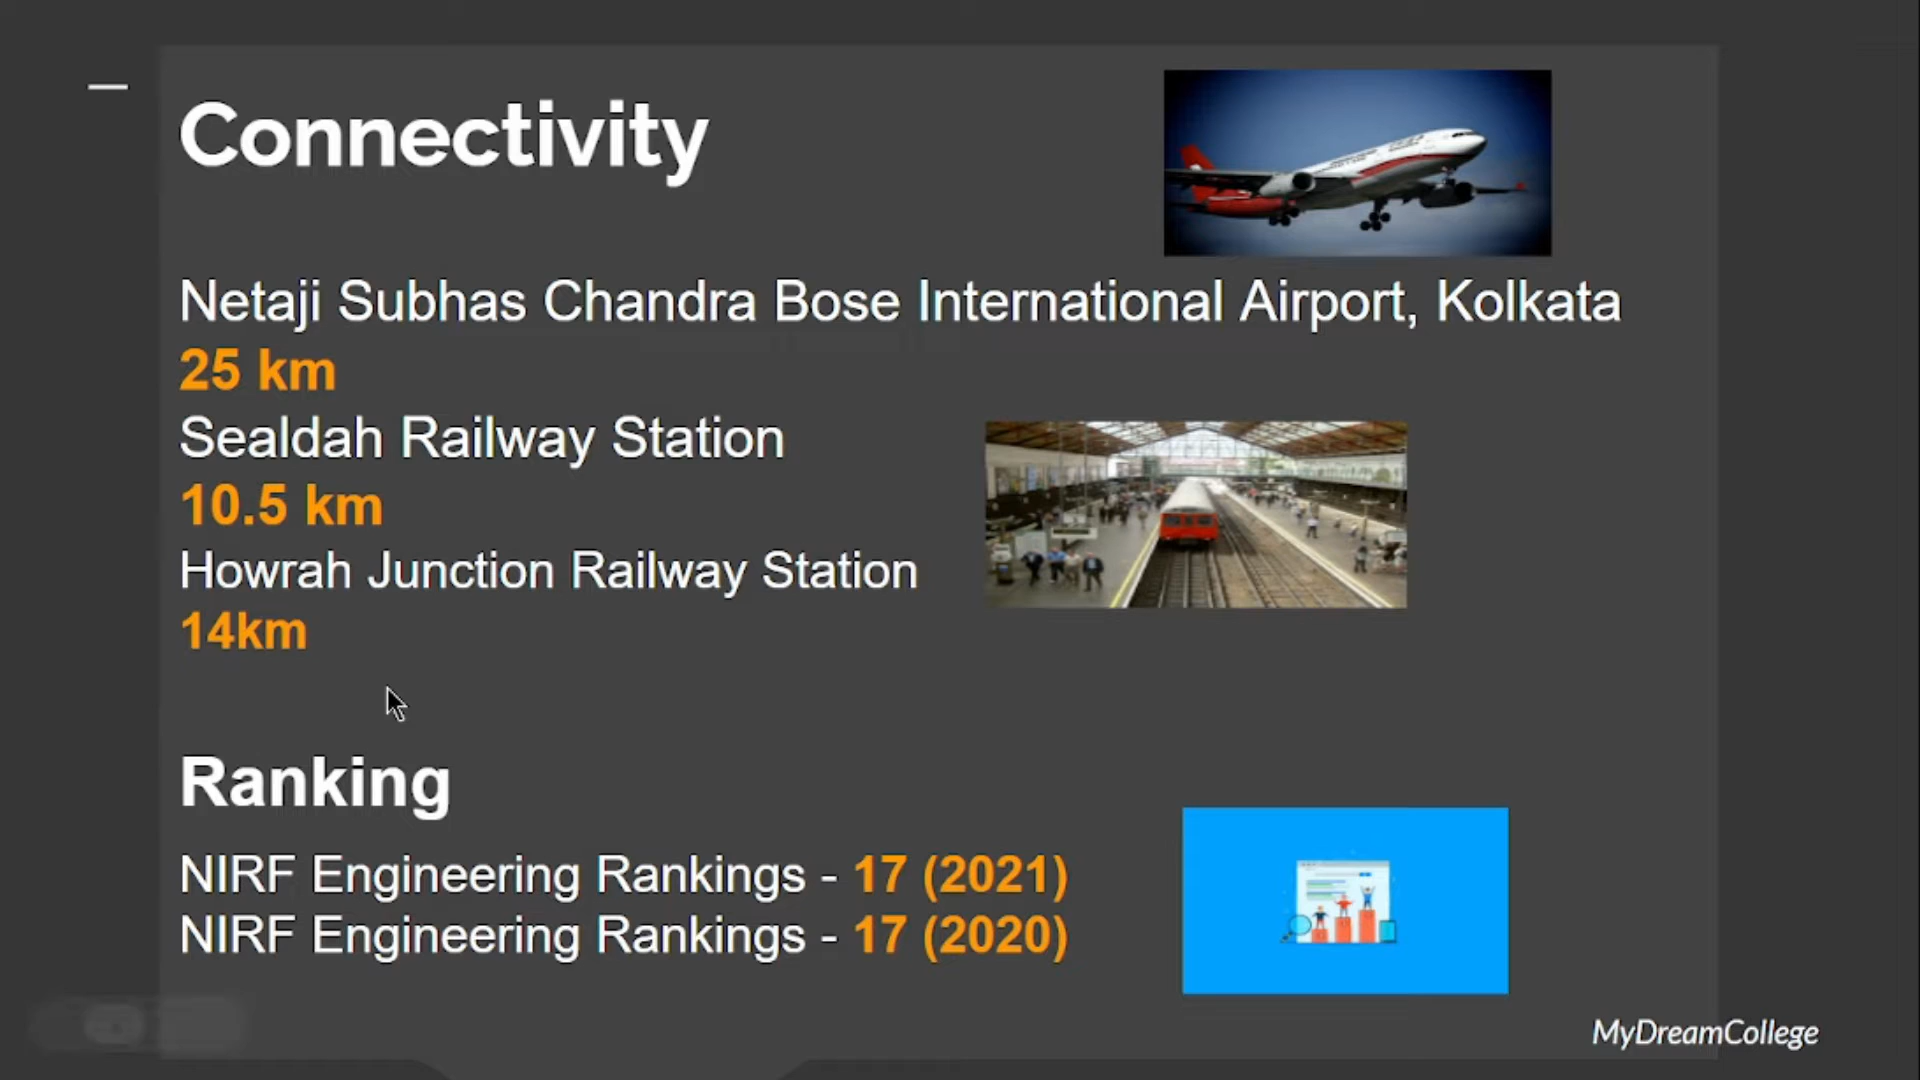 Connectivity
Netaji Subhas Chandra Bose International Airport, Kolkata
25 km
Sealdah Railway Station
10.5 km
Howrah Junction Railway Station
14km
Ranking
NIRF Engineering Rankings - 17 (2021)
NIRF Engineering Rankings - 17 (2020)
MyDreamCollege